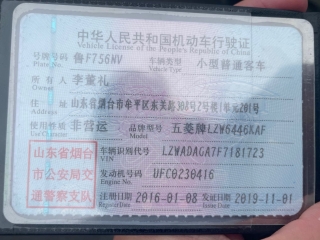 中华人民共和国机动车行驶证
Vehicle License of the People's Republic of China
号牌号码 鲁F756NV 车辆类型 小型普通客车
Plate No. Vehicle Type
所有人 李董礼
Owner
住址 山东省烟台市牟平区东关路308号2号楼1单元201号
Address
使用性质 非营运 品牌型号 五菱牌LZW6446KAF
Use Character Model
山东省烟台市公安局交通警察支队
车辆识别代号 LZWADAGA7F7181723
VIN
发动机号码 UFC0230416
Engine No.
注册日期 2016-01-08 发证日期 2019-11-01
Register Date Issue Date